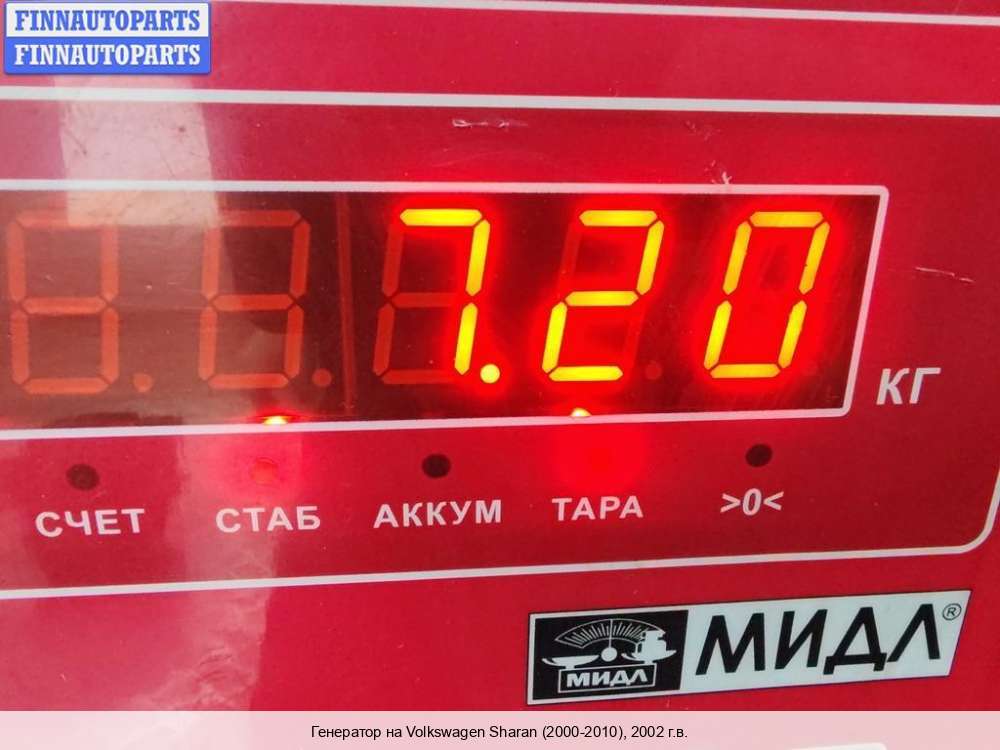 FINNAUTOPARTS
FINNAUTOPARTS
7.20
КГ
СЧЕТ СТАБ АККУМ ТАРА >0<
МИДЛ МИДЛ®
Генератор на Volkswagen Sharan (2000-2010), 2002 г.в.